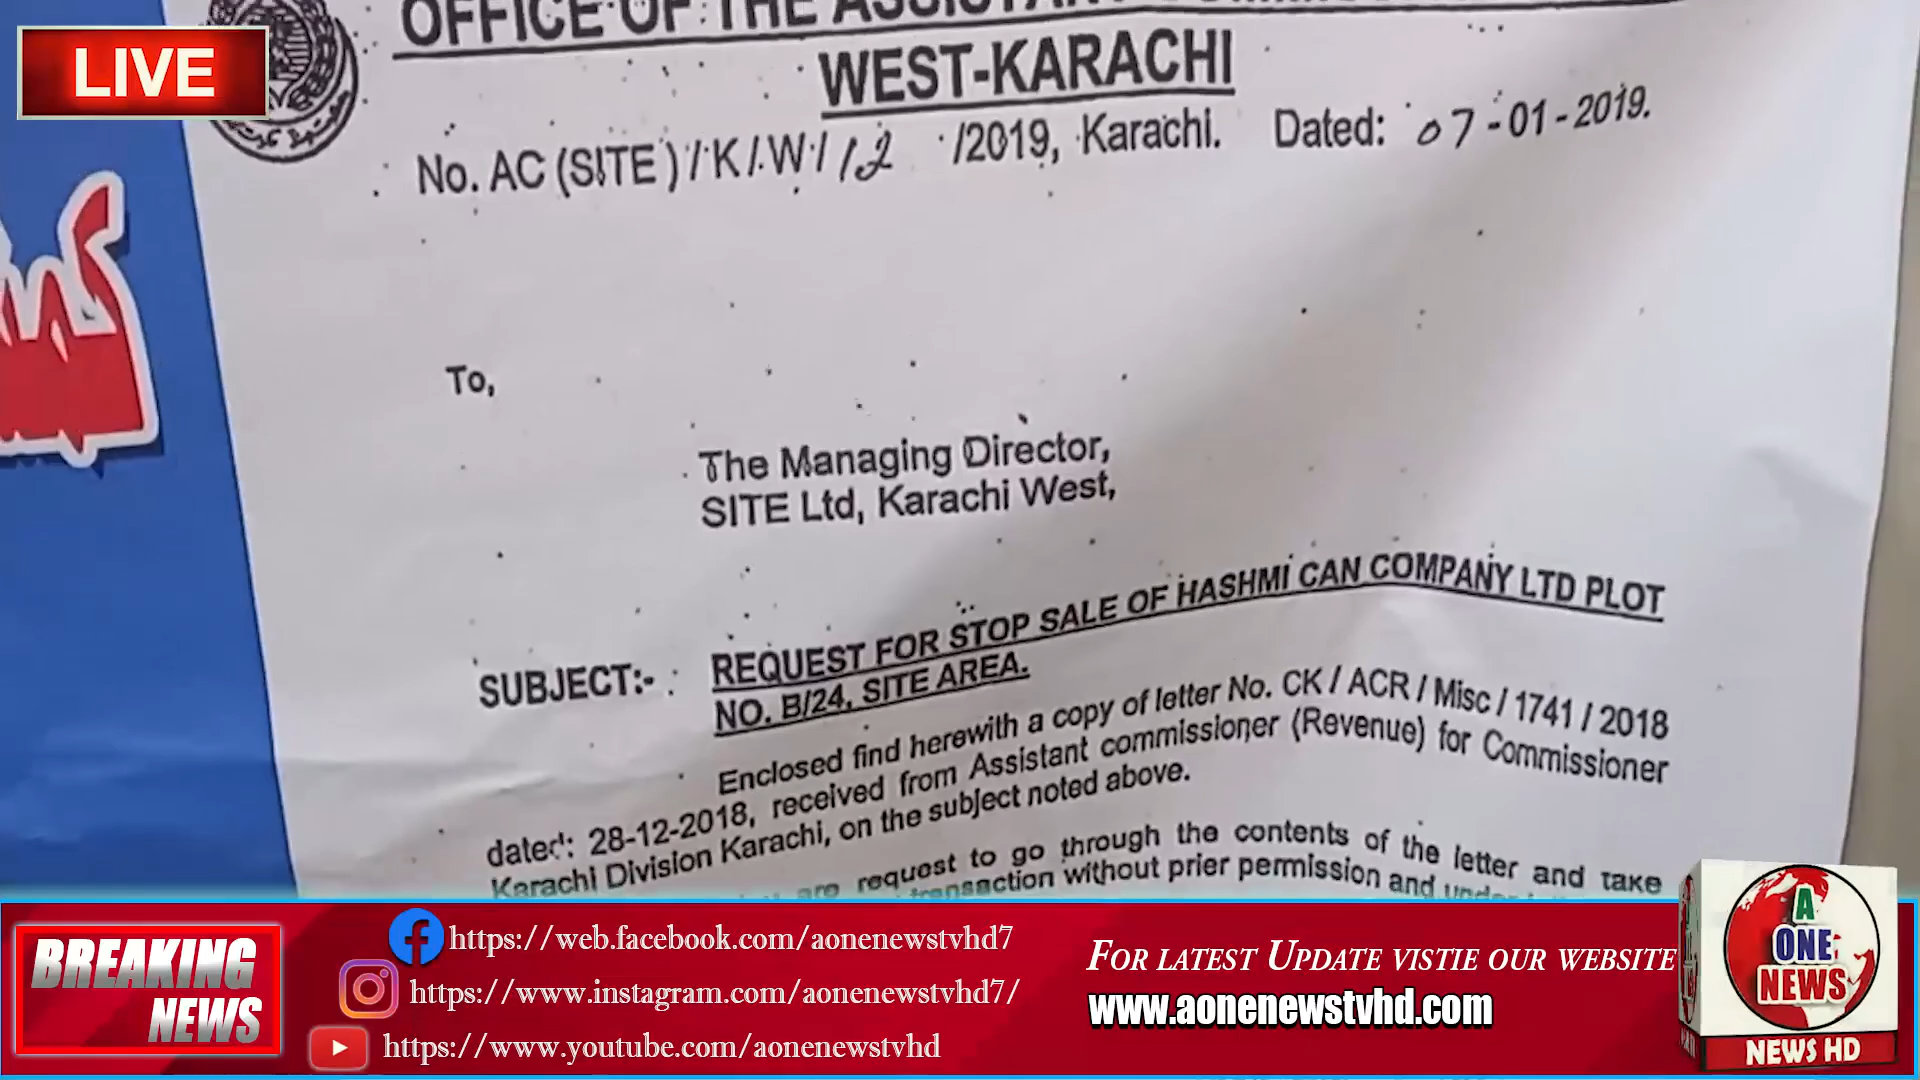 LIVE
OFFICE OF THE
WEST-KARACHI
No. AC (SITE) / K / W / 12 /2019, Karachi. Dated: 07-01-2019.
To,
The Managing Director,
SITE Ltd, Karachi West,
SUBJECT:- REQUEST FOR STOP SALE OF HASHMI CAN COMPANY LTD PLOT
NO. B/24, SITE AREA.
Enclosed find herewith a copy of letter No. CK / ACR / Misc / 1741 / 2018
dated: 28-12-2018, received from Assistant commissioner (Revenue) for Commissioner
Karachi Division Karachi, on the subject noted above.
are request to go through the contents of the letter and take
transaction without prier permission and
BREAKING
NEWS
https://web.facebook.com/aonenewstvhd7
https://www.instagram.com/aonenewstvhd7/
https://www.youtube.com/aonenewstvhd
FOR LATEST UPDATE VISTIE OUR WEBSITE
www.aonenewstvhd.com
A
ONE
NEWS
NEWS HD